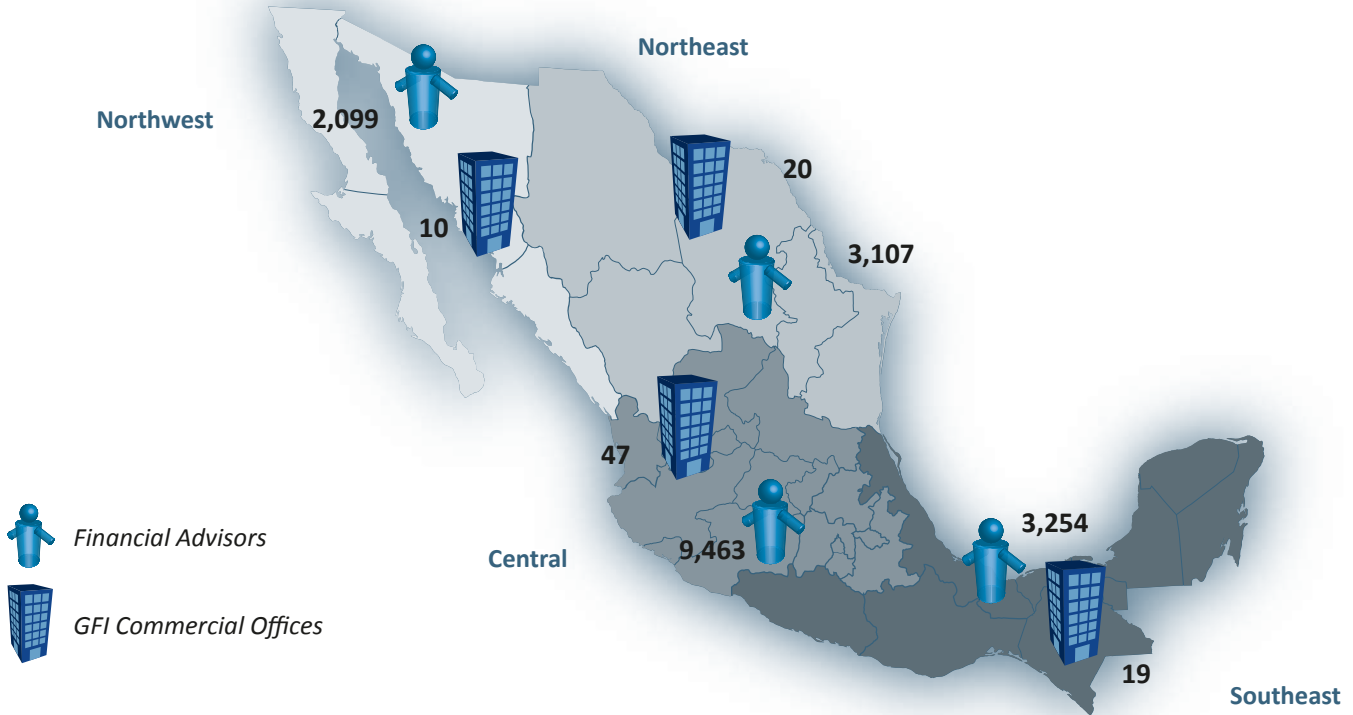 Northeast
Northwest
2,099
20
10
3,107
47
3,254
Financial Advisors
9,463
Central
GFI Commercial Offices
19
Southeast